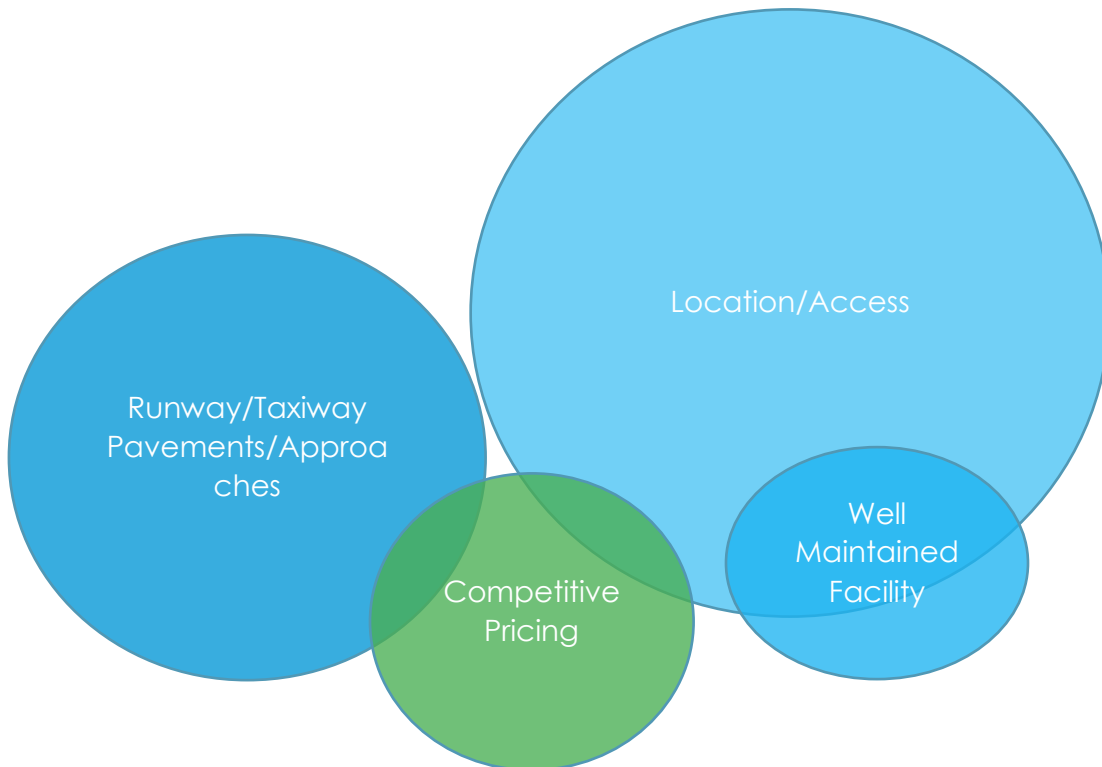 Location/Access
Runway/Taxiway
Pavements/Approa
ches
Well
Maintained
Facility
Competitive
Pricing